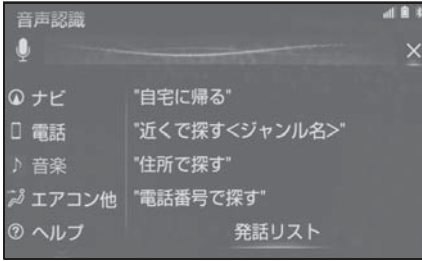 音声認識
ナビ
"自宅に帰る"
電話
"近くで探す<ジャンル名>"
音楽
"住所で探す"
エアコン他
"電話番号で探す"
ヘルプ
発話リスト